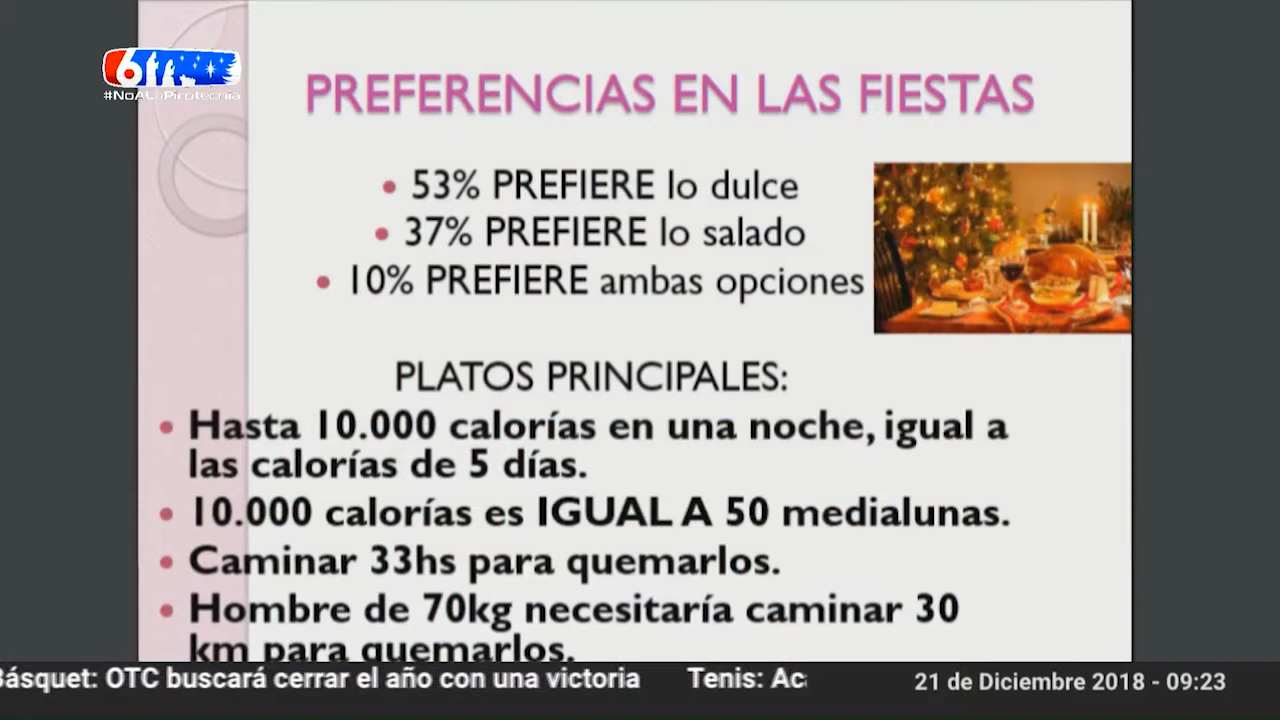 #NoALaPirotecnia
PREFERENCIAS EN LAS FIESTAS
• 53% PREFIERE lo dulce
• 37% PREFIERE lo salado
• 10% PREFIERE ambas opciones
PLATOS PRINCIPALES:
• Hasta 10.000 calorías en una noche, igual a
las calorías de 5 días.
• 10.000 calorías es IGUAL A 50 medialunas.
• Caminar 33hs para quemarlos.
• Hombre de 70kg necesitaría caminar 30
km para quemarlos.
Básquet: OTC buscará cerrar el año con una victoria Tenis:
21 de Diciembre 2018 - 09:23